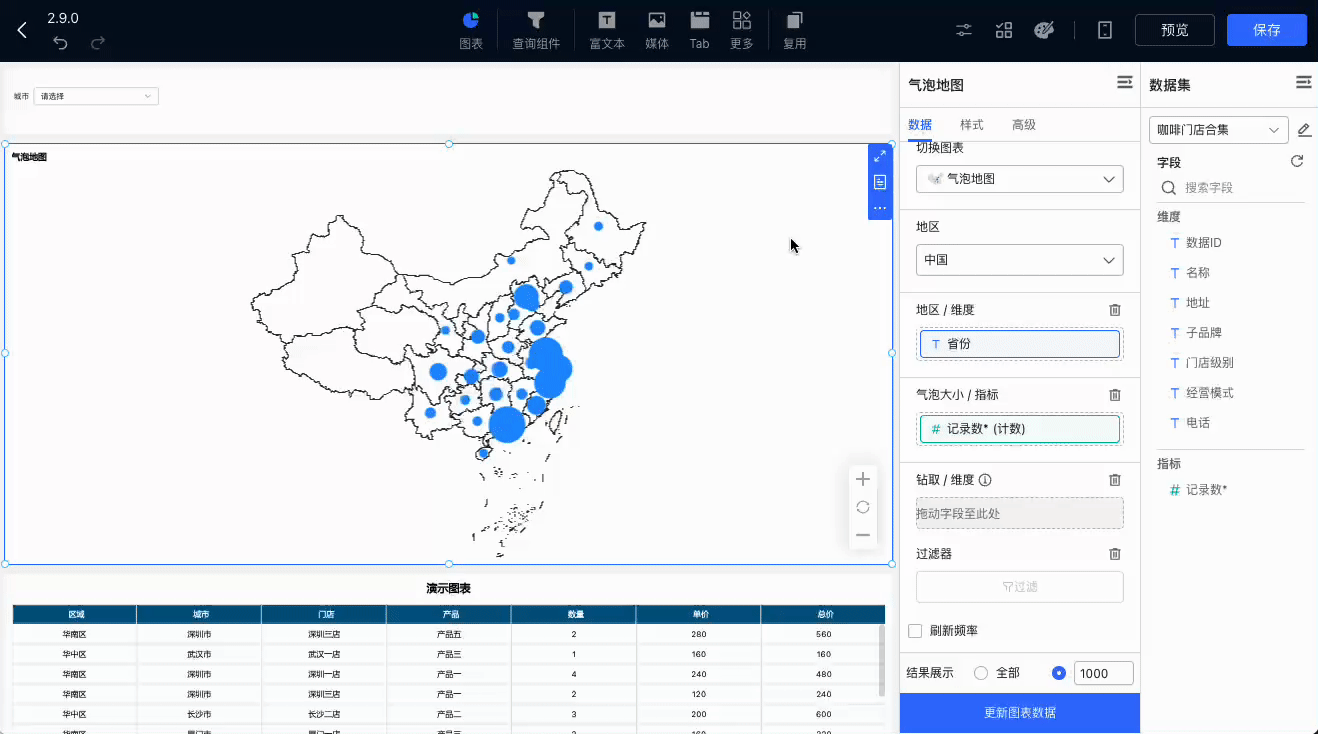 2.9.0
图表
查询组件
富文本
媒体
Tab
更多
复用
预览
保存
城市
请选择
气泡地图
演示图表
区域 城市 门店 产品 数量 单价 总价
华南区 深圳市 深圳三店 产品五 2 280 560
华中区 武汉市 武汉一店 产品三 1 160 160
华南区 深圳市 深圳一店 产品一 4 240 480
华南区 深圳市 深圳三店 产品一 2 120 240
华中区 长沙市 长沙二店 产品二 3 200 600
气泡地图
数据 样式 高级
切换图表
气泡地图
地区
中国
地区 / 维度
T 省份
气泡大小 / 指标
# 记录数* (计数)
钻取 / 维度
拖动字段至此处
过滤器
过滤
刷新频率
结果展示 全部 1000
更新图表数据
数据集
咖啡门店合集
字段
搜索字段
维度
T 数据ID
T 名称
T 地址
T 子品牌
T 门店级别
T 经营模式
T 电话
指标
# 记录数*